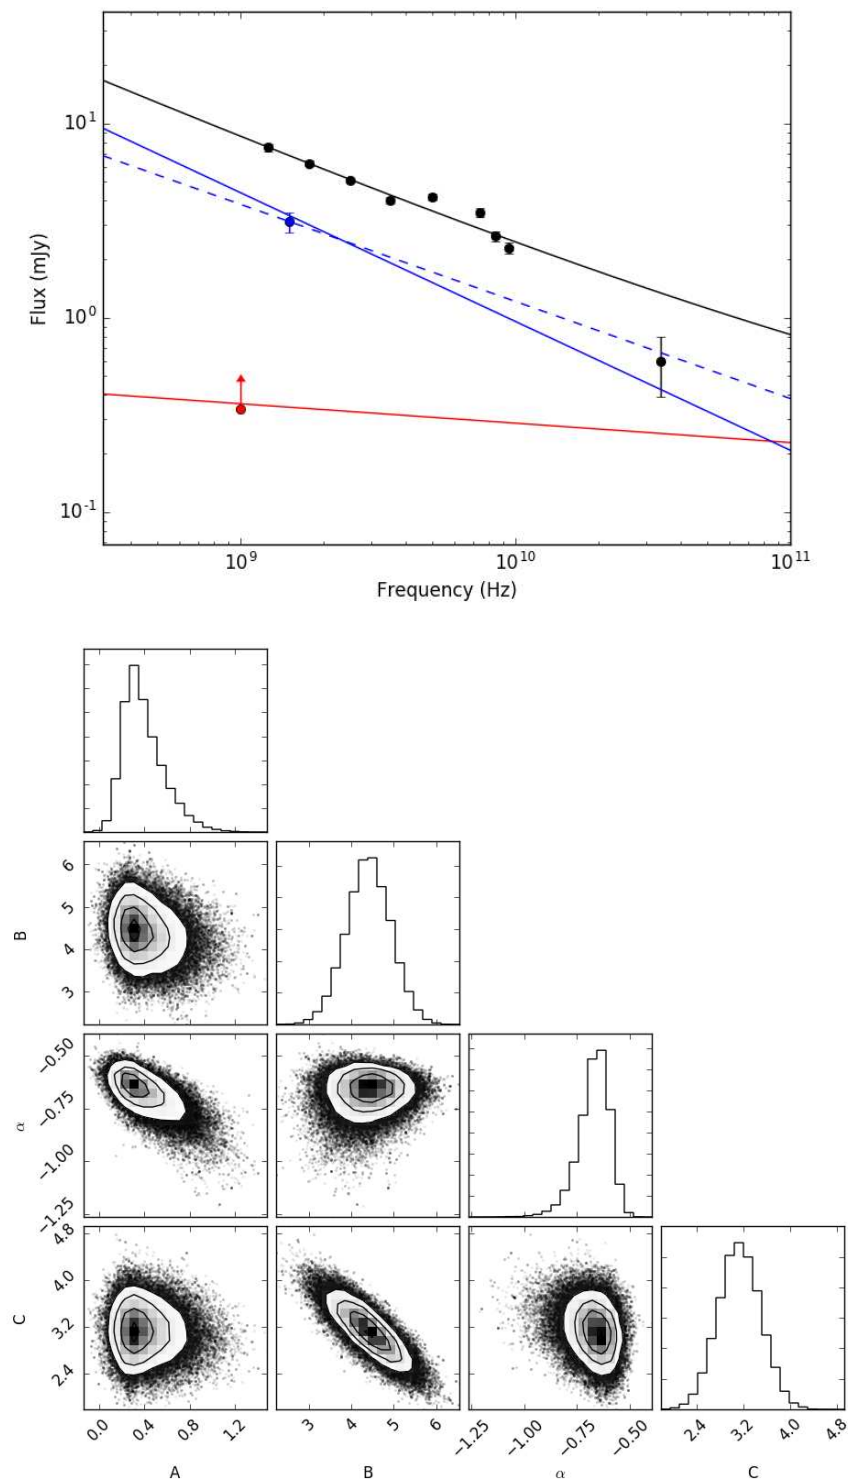 10¹
10⁰
10⁻¹
Flux (mJy)
10⁹ 10¹⁰ 10¹¹
Frequency (Hz)
6
5
4
3
B
−0.50
−0.75
−1.00
−1.25
α
4.8
4.0
3.2
2.4
C
0.0 0.4 0.8 1.2 3 4 5 6 −1.25 −1.00 −0.75 −0.50 2.4 3.2 4.0 4.8
A B α C